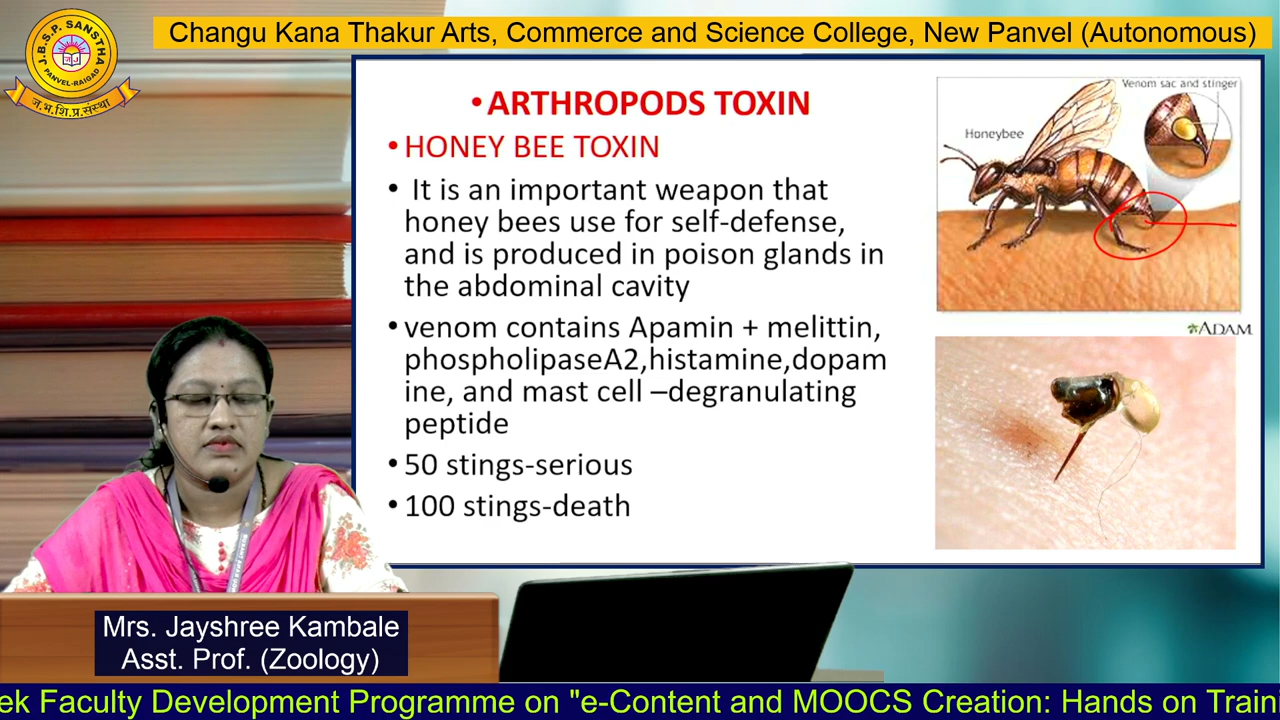 J.B.S.P. SANSTHA
PANVEL-RAIGAD
ज.भ.शि.प्र.संस्था
Changu Kana Thakur Arts, Commerce and Science College, New Panvel (Autonomous)
•ARTHROPODS TOXIN
•HONEY BEE TOXIN
• It is an important weapon that
honey bees use for self-defense,
and is produced in poison glands in
the abdominal cavity
•venom contains Apamin + melittin,
phospholipaseA2,histamine,dopam
ine, and mast cell –degranulating
peptide
•50 stings-serious
•100 stings-death
Venom sac and stinger
Honeybee
ADAM
Mrs. Jayshree Kambale
Asst. Prof. (Zoology)
ek Faculty Development Programme on "e-Content and MOOCS Creation: Hands on Train